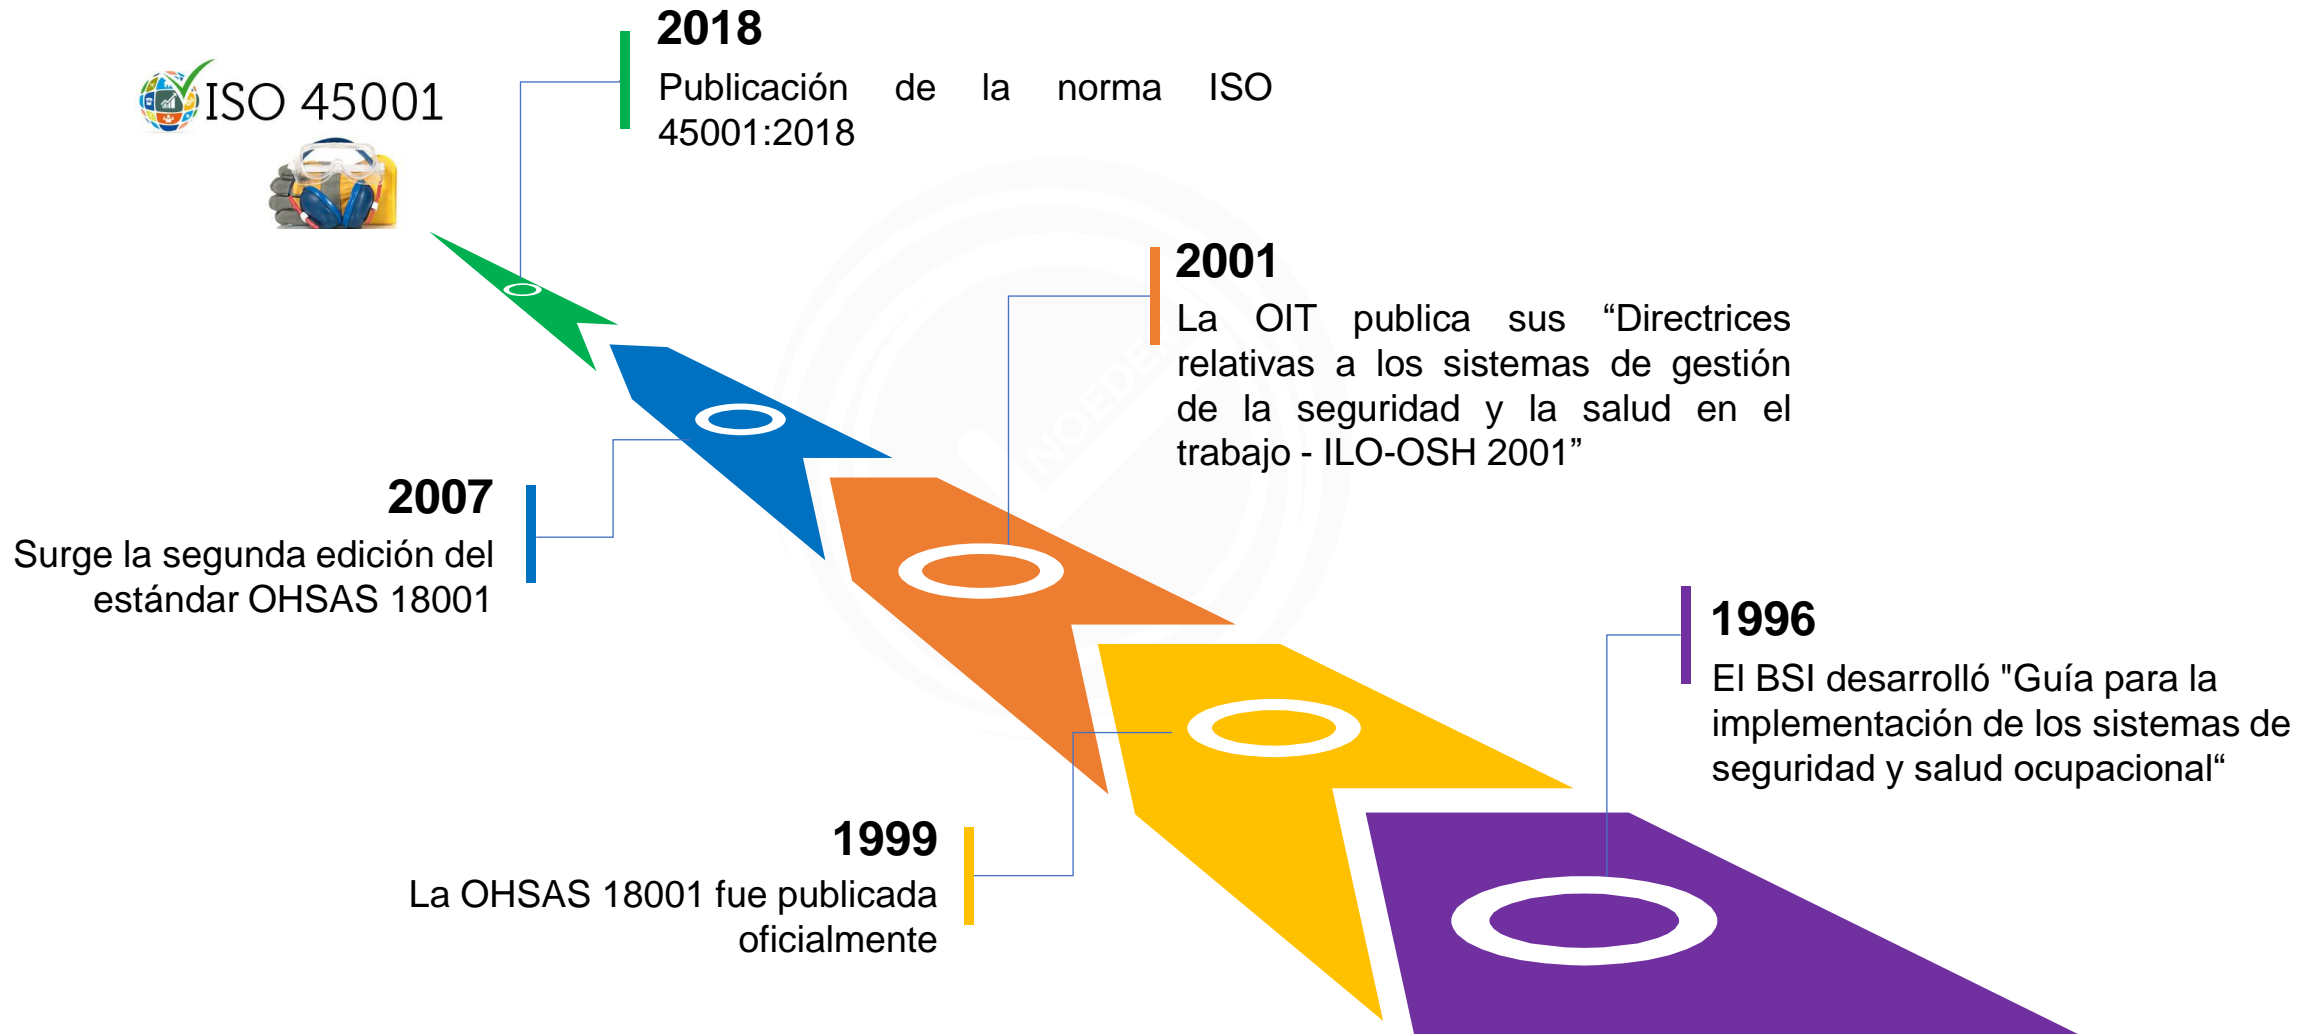 ISO 45001
2018
Publicación de la norma ISO
45001:2018
2001
La OIT publica sus “Directrices
relativas a los sistemas de gestión
de la seguridad y la salud en el
trabajo - ILO-OSH 2001”
2007
Surge la segunda edición del
estándar OHSAS 18001
1996
El BSI desarrolló "Guía para la
implementación de los sistemas de
seguridad y salud ocupacional“
1999
La OHSAS 18001 fue publicada
oficialmente